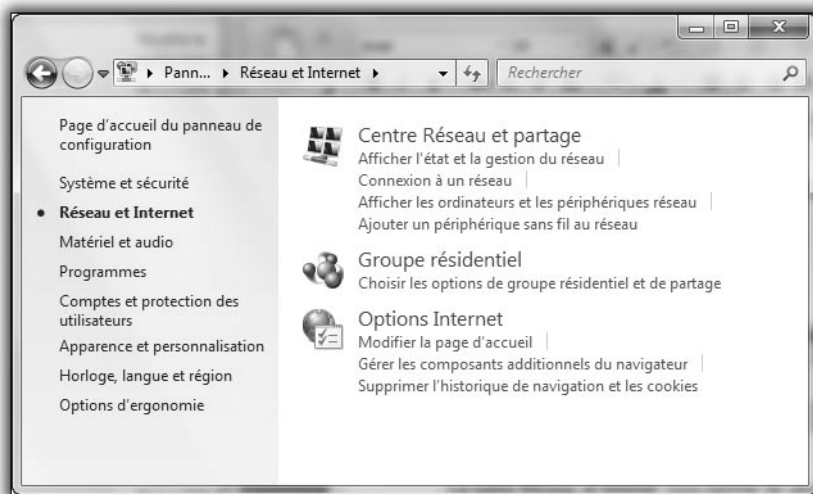 Pann... Réseau et Internet
Rechercher
Page d'accueil du panneau de
configuration
Système et sécurité
Réseau et Internet
Matériel et audio
Programmes
Comptes et protection des
utilisateurs
Apparence et personnalisation
Horloge, langue et région
Options d'ergonomie
Centre Réseau et partage
Afficher l'état et la gestion du réseau
Connexion à un réseau
Afficher les ordinateurs et les périphériques réseau
Ajouter un périphérique sans fil au réseau
Groupe résidentiel
Choisir les options de groupe résidentiel et de partage
Options Internet
Modifier la page d'accueil
Gérer les composants additionnels du navigateur
Supprimer l'historique de navigation et les cookies